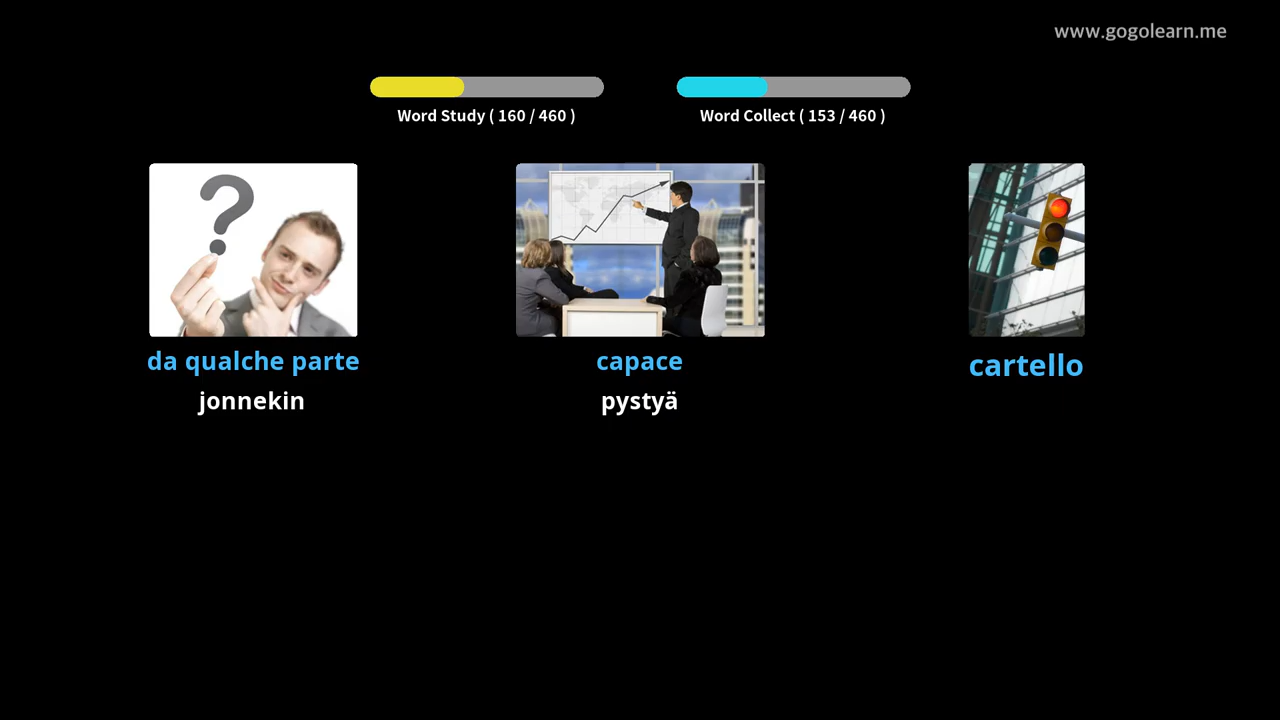 www.gogolearn.me
Word Study ( 160 / 460 )
Word Collect ( 153 / 460 )
da qualche parte
jonnekin
capace
pystyä
cartello